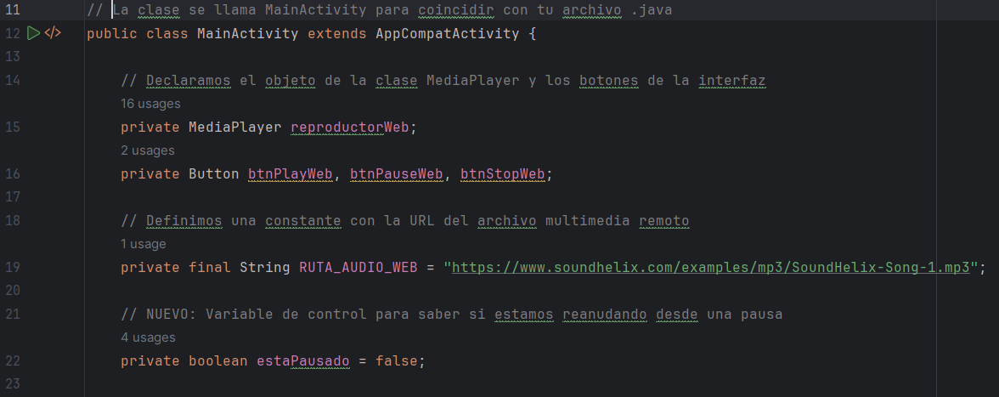 11 // La clase se llama MainActivity para coincidir con tu archivo .java
12 public class MainActivity extends AppCompatActivity {
13
14 // Declaramos el objeto de la clase MediaPlayer y los botones de la interfaz
16 usages
15 private MediaPlayer reproductorWeb;
2 usages
16 private Button btnPlayWeb, btnPauseWeb, btnStopWeb;
17
18 // Definimos una constante con la URL del archivo multimedia remoto
1 usage
19 private final String RUTA_AUDIO_WEB = "https://www.soundhelix.com/examples/mp3/SoundHelix-Song-1.mp3";
20
21 // NUEVO: Variable de control para saber si estamos reanudando desde una pausa
4 usages
22 private boolean estaPausado = false;
23